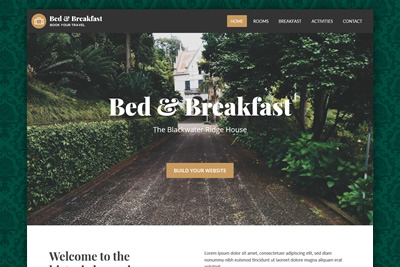 Bed & Breakfast
BOOK YOUR TRAVEL
HOME ROOMS BREAKFAST ACTIVITIES CONTACT
Bed & Breakfast
The Blackwater Ridge House
BUILD YOUR WEBSITE
Welcome to the
Lorem ipsum dolor sit amet, consectetuer adipiscing elit, sed diam
nonummy nibh euismod tincidunt ut laoreet dolore magna aliquam erat